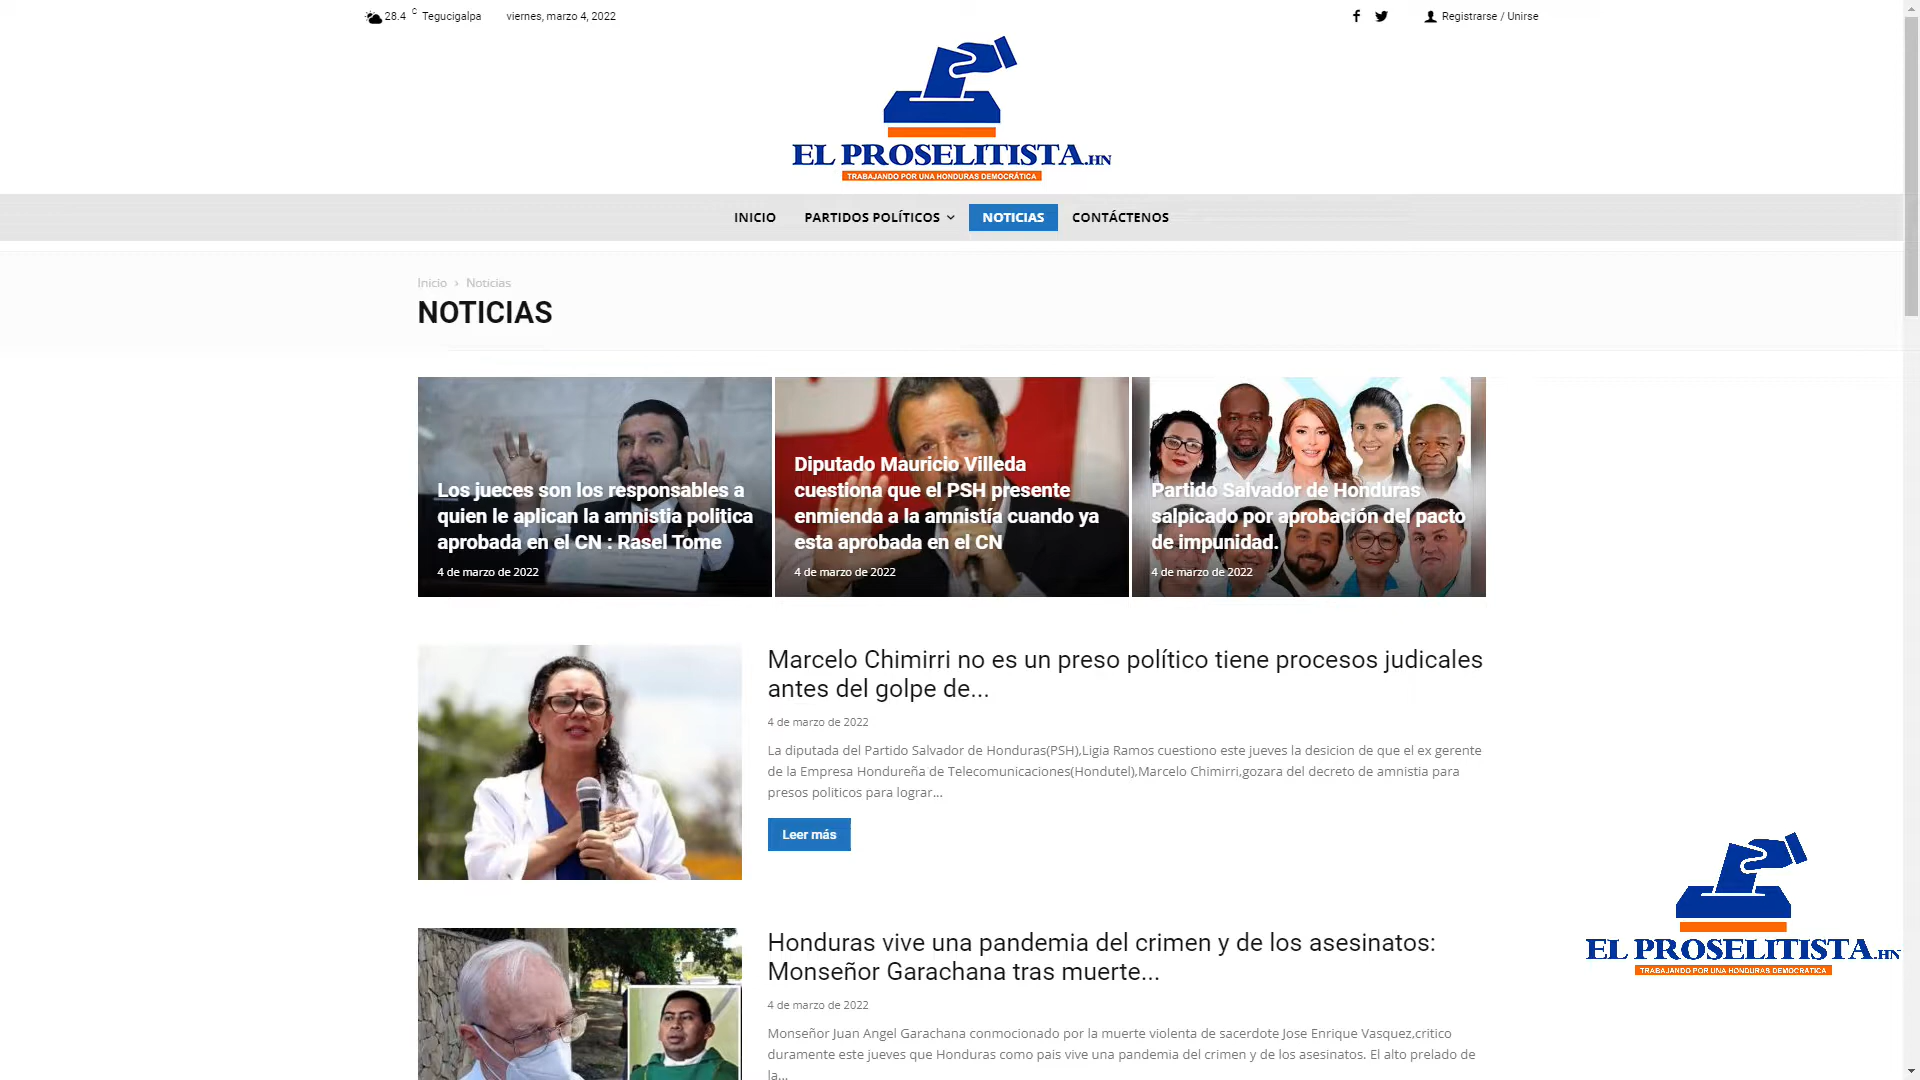 28.4 C Tegucigalpa viernes, marzo 4, 2022 Registrarse / Unirse
EL PROSELITISTA.HN
TRABAJANDO POR UNA HONDURAS DEMOCRÁTICA
INICIO PARTIDOS POLÍTICOS NOTICIAS CONTÁCTENOS
Inicio › Noticias
NOTICIAS
Los jueces son los responsables a
quien le aplican la amnistia politica
aprobada en el CN : Rasel Tome
4 de marzo de 2022
Diputado Mauricio Villeda
cuestiona que el PSH presente
enmienda a la amnistía cuando ya
esta aprobada en el CN
4 de marzo de 2022
Partido Salvador de Honduras
salpicado por aprobación del pacto
de impunidad.
4 de marzo de 2022
Marcelo Chimirri no es un preso político tiene procesos judicales
antes del golpe de...
4 de marzo de 2022
La diputada del Partido Salvador de Honduras(PSH),Ligia Ramos cuestiono este jueves la desicion de que el ex gerente
de la Empresa Hondureña de Telecomunicaciones(Hondutel),Marcelo Chimirri,gozara del decreto de amnistia para
presos politicos para lograr...
Leer más
Honduras vive una pandemia del crimen y de los asesinatos:
Monseñor Garachana tras muerte...
4 de marzo de 2022
Monseñor Juan Angel Garachana conmocionado por la muerte violenta de sacerdote Jose Enrique Vasquez,critico
duramente este jueves que Honduras como pais vive una pandemia del crimen y de los asesinatos. El alto prelado de
la...
EL PROSELITISTA.HN
TRABAJANDO POR UNA HONDURAS DEMOCRATICA